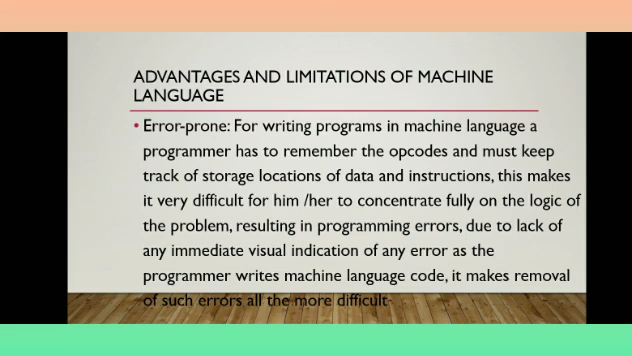 ADVANTAGES AND LIMITATIONS OF MACHINE
LANGUAGE
• Error-prone: For writing programs in machine language a
programmer has to remember the opcodes and must keep
track of storage locations of data and instructions, this makes
it very difficult for him /her to concentrate fully on the logic of
the problem, resulting in programming errors, due to lack of
any immediate visual indication of any error as the
programmer writes machine language code, it makes removal
of such errors all the more difficult